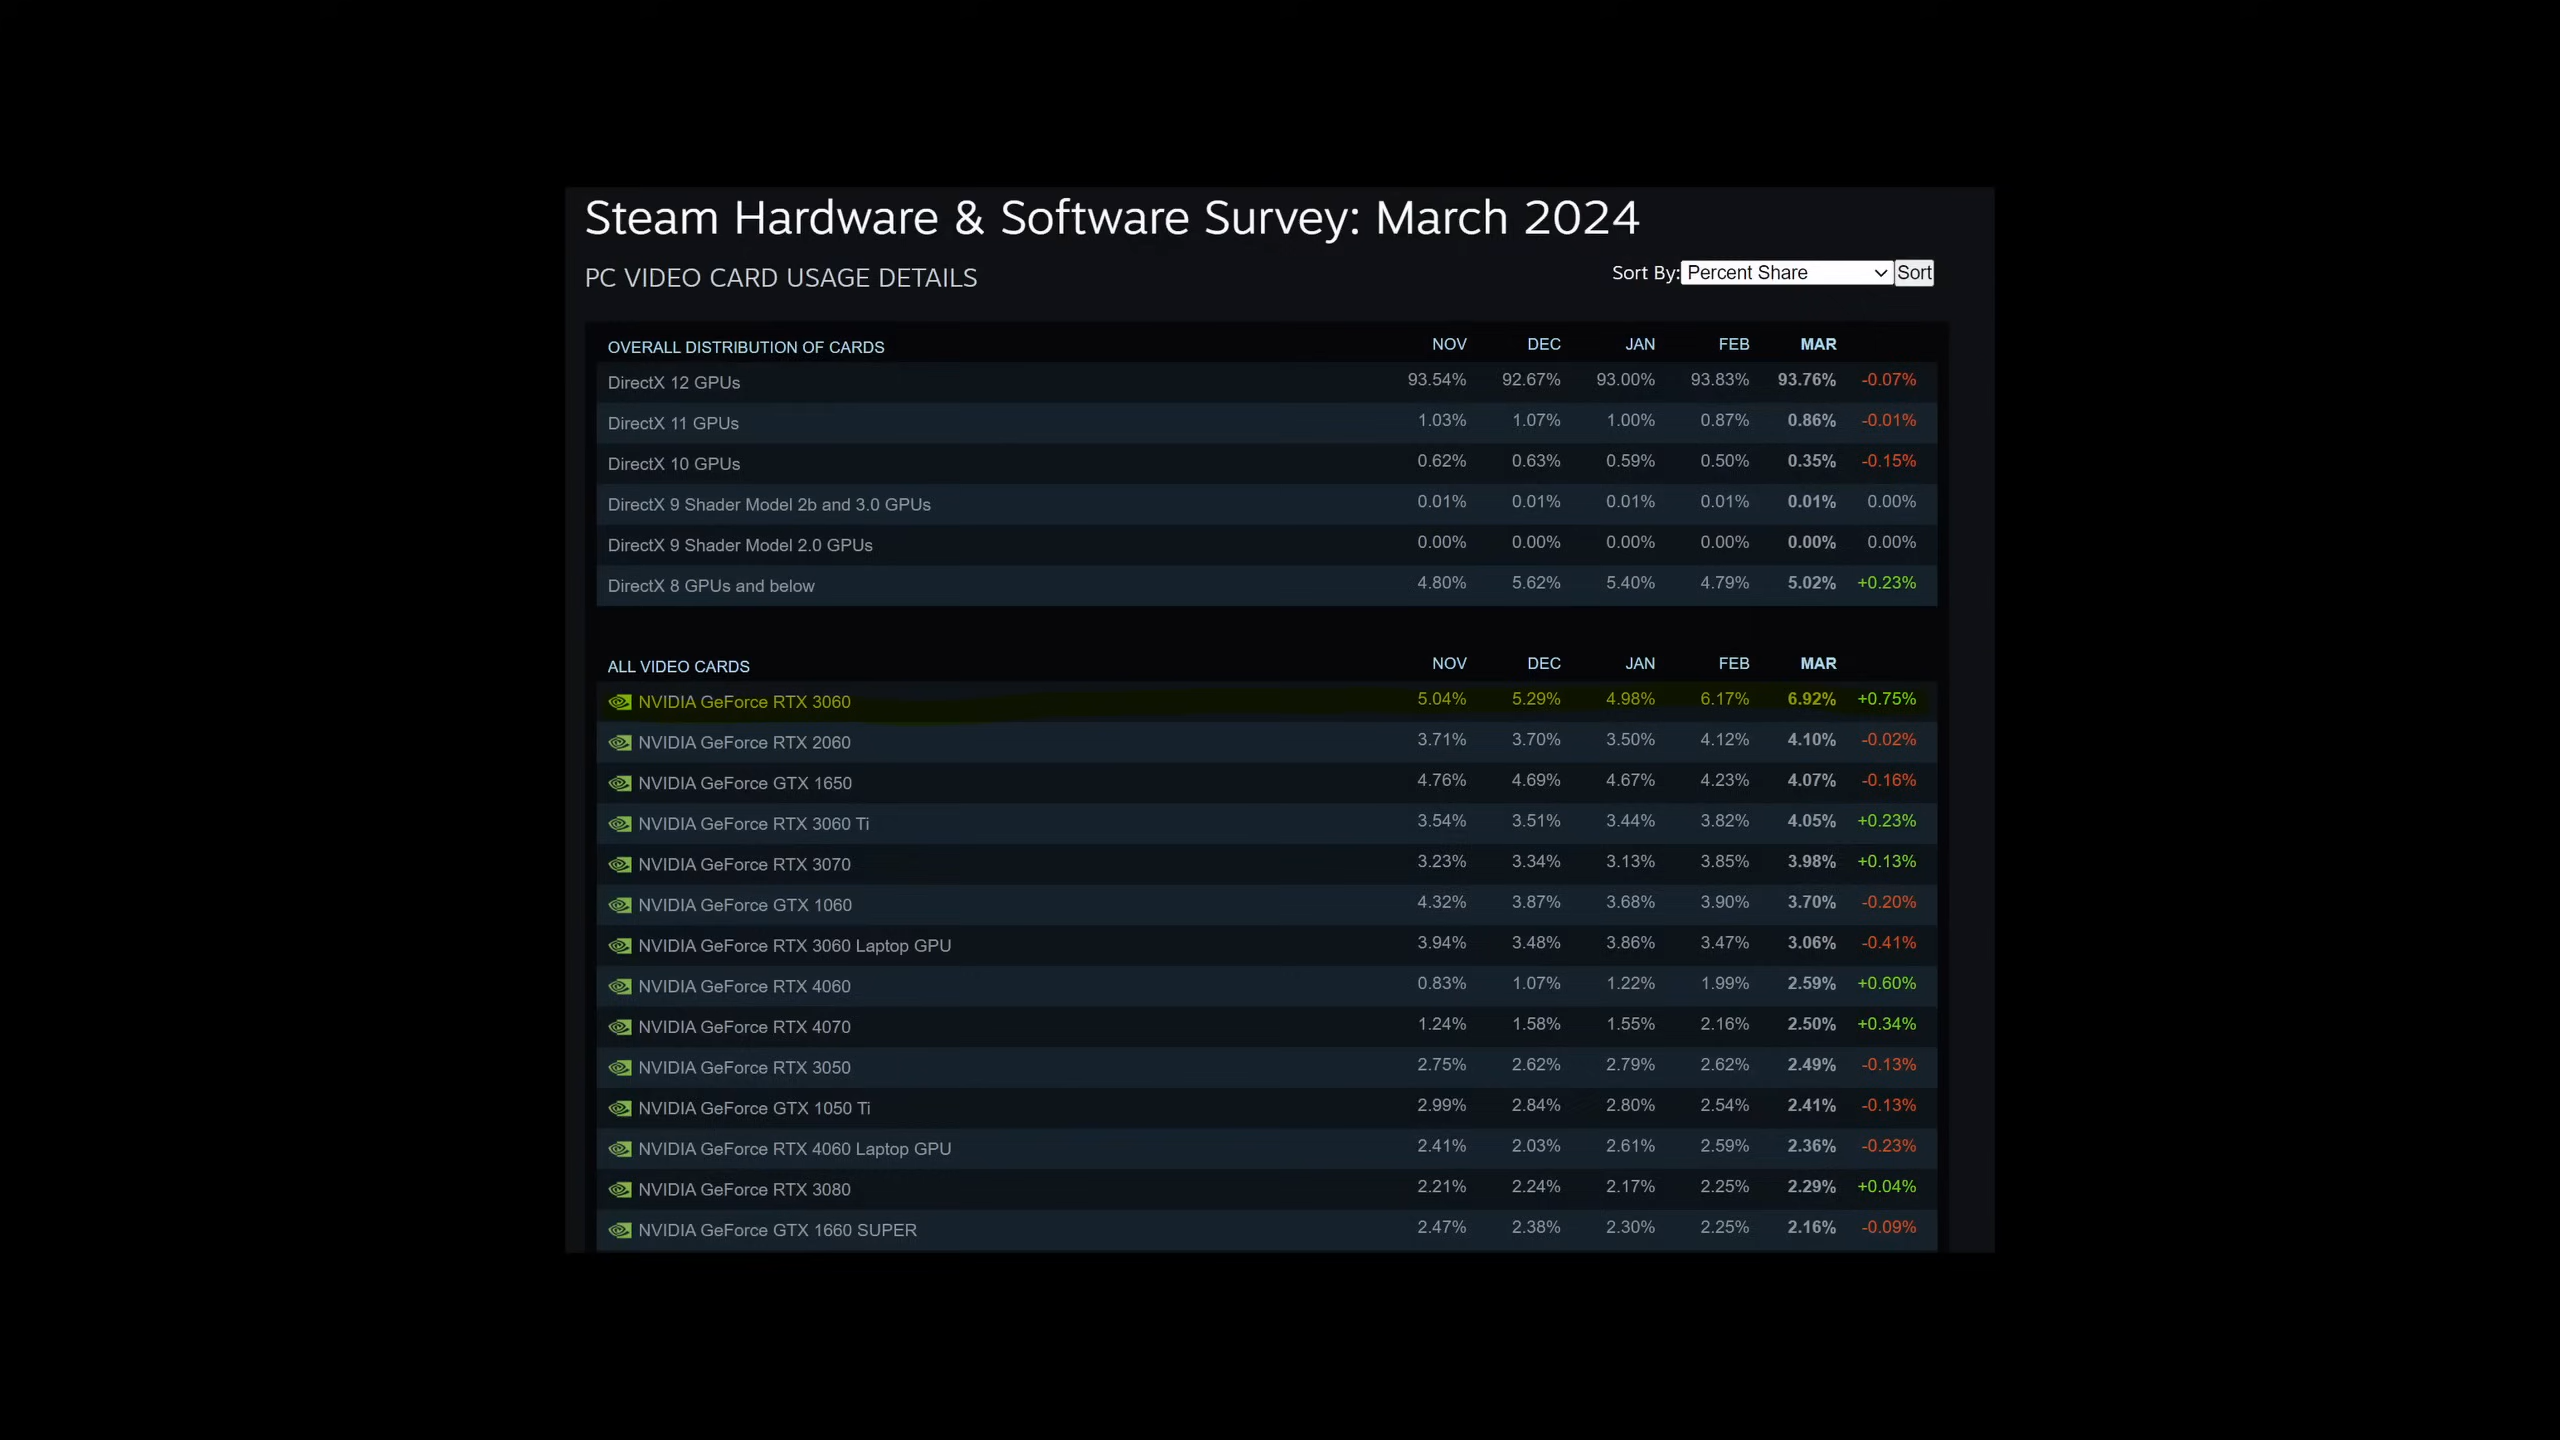 Steam Hardware & Software Survey: March 2024
PC VIDEO CARD USAGE DETAILS Sort By: Percent Share Sort
OVERALL DISTRIBUTION OF CARDS NOV DEC JAN FEB MAR
DirectX 12 GPUs 93.54% 92.67% 93.00% 93.83% 93.76% -0.07%
DirectX 11 GPUs 1.03% 1.07% 1.00% 0.87% 0.86% -0.01%
DirectX 10 GPUs 0.62% 0.63% 0.59% 0.50% 0.35% -0.15%
DirectX 9 Shader Model 2b and 3.0 GPUs 0.01% 0.01% 0.01% 0.01% 0.01% 0.00%
DirectX 9 Shader Model 2.0 GPUs 0.00% 0.00% 0.00% 0.00% 0.00% 0.00%
DirectX 8 GPUs and below 4.80% 5.62% 5.40% 4.79% 5.02% +0.23%
ALL VIDEO CARDS NOV DEC JAN FEB MAR
NVIDIA GeForce RTX 3060 5.04% 5.29% 4.98% 6.17% 6.92% +0.75%
NVIDIA GeForce RTX 2060 3.71% 3.70% 3.50% 4.12% 4.10% -0.02%
NVIDIA GeForce GTX 1650 4.76% 4.69% 4.67% 4.23% 4.07% -0.16%
NVIDIA GeForce RTX 3060 Ti 3.54% 3.51% 3.44% 3.82% 4.05% +0.23%
NVIDIA GeForce RTX 3070 3.23% 3.34% 3.13% 3.85% 3.98% +0.13%
NVIDIA GeForce GTX 1060 4.32% 3.87% 3.68% 3.90% 3.70% -0.20%
NVIDIA GeForce RTX 3060 Laptop GPU 3.94% 3.48% 3.86% 3.47% 3.06% -0.41%
NVIDIA GeForce RTX 4060 0.83% 1.07% 1.22% 1.99% 2.59% +0.60%
NVIDIA GeForce RTX 4070 1.24% 1.58% 1.55% 2.16% 2.50% +0.34%
NVIDIA GeForce RTX 3050 2.75% 2.62% 2.79% 2.62% 2.49% -0.13%
NVIDIA GeForce GTX 1050 Ti 2.99% 2.84% 2.80% 2.54% 2.41% -0.13%
NVIDIA GeForce RTX 4060 Laptop GPU 2.41% 2.03% 2.61% 2.59% 2.36% -0.23%
NVIDIA GeForce RTX 3080 2.21% 2.24% 2.17% 2.25% 2.29% +0.04%
NVIDIA GeForce GTX 1660 SUPER 2.47% 2.38% 2.30% 2.25% 2.16% -0.09%